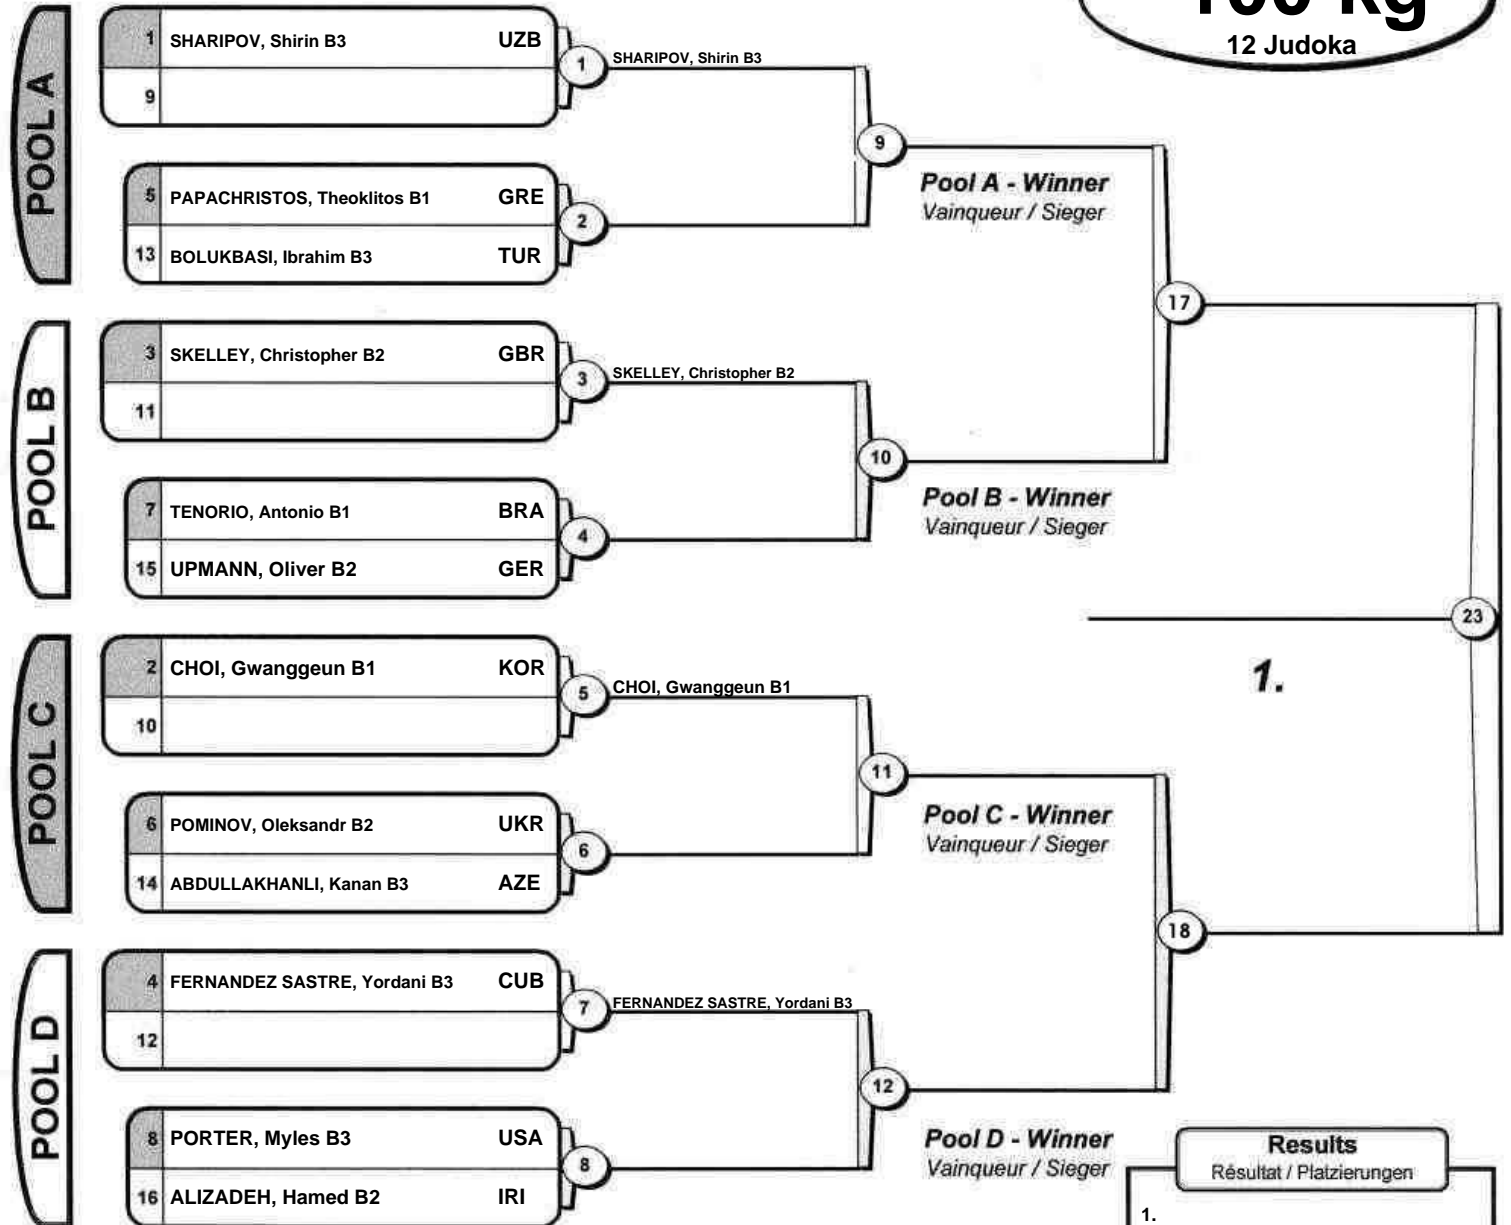 100 kg
12 Judoka
POOL A
1 SHARIPOV, Shirin B3 UZB
9
1 SHARIPOV, Shirin B3
5 PAPACHRISTOS, Theoklitos B1 GRE
13 BOLUKBASI, Ibrahim B3 TUR
2
9
Pool A - Winner
Vainqueur / Sieger
POOL B
3 SKELLEY, Christopher B2 GBR
11
3 SKELLEY, Christopher B2
7 TENORIO, Antonio B1 BRA
15 UPMANN, Oliver B2 GER
4
10
Pool B - Winner
Vainqueur / Sieger
17
POOL C
2 CHOI, Gwanggeun B1 KOR
10
5 CHOI, Gwanggeun B1
6 POMINOV, Oleksandr B2 UKR
14 ABDULLAKHANLI, Kanan B3 AZE
6
11
Pool C - Winner
Vainqueur / Sieger
23
1.
POOL D
4 FERNANDEZ SASTRE, Yordani B3 CUB
12
7 FERNANDEZ SASTRE, Yordani B3
8 PORTER, Myles B3 USA
16 ALIZADEH, Hamed B2 IRI
8
12
Pool D - Winner
Vainqueur / Sieger
18
Results
Résultat / Platzierungen
1.